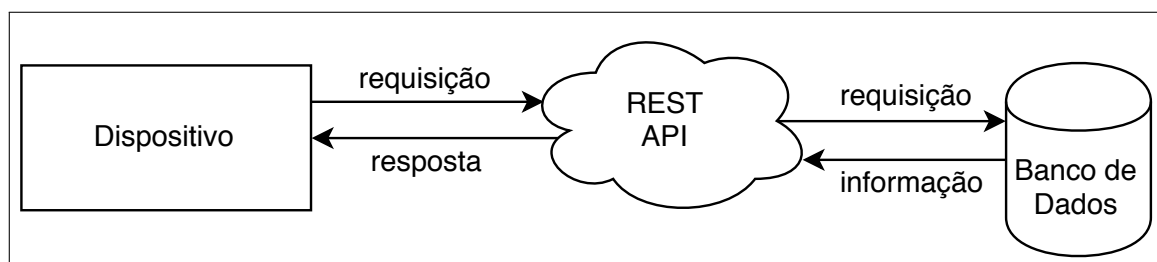 Dispositivo
requisição
resposta
REST
API
requisição
informação
Banco de
Dados